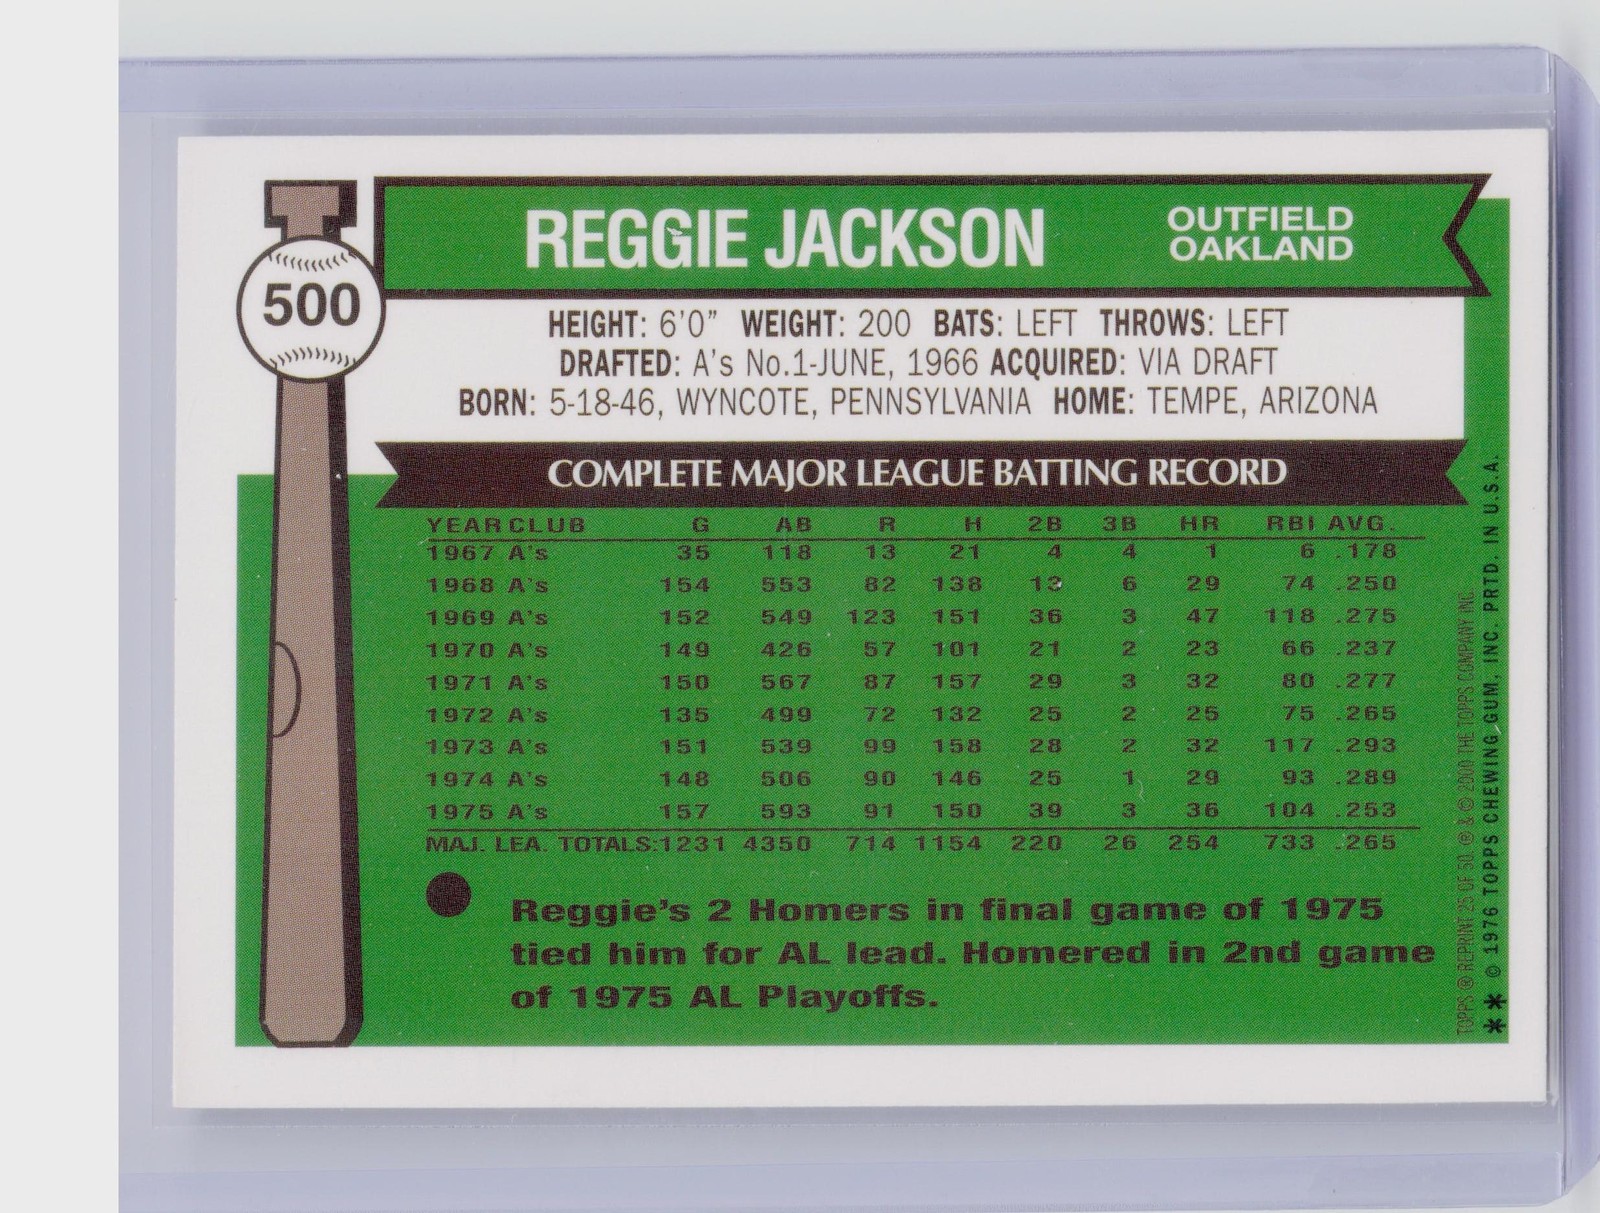 REGGIE JACKSON
OUTFIELD
OAKLAND
500
HEIGHT: 6'0" WEIGHT: 200 BATS: LEFT THROWS: LEFT
DRAFTED: A's No.1-JUNE, 1966 ACQUIRED: VIA DRAFT
BORN: 5-18-46, WYNCOTE, PENNSYLVANIA HOME: TEMPE, ARIZONA
COMPLETE MAJOR LEAGUE BATTING RECORD
YEAR CLUB G AB R H 2B 3B HR RBI AVG.
1967 A's 35 118 13 21 4 4 1 6 .178
1968 A's 154 553 82 138 13 6 29 74 .250
1969 A's 152 549 123 151 36 3 47 118 .275
1970 A's 149 426 57 101 21 2 23 66 .237
1971 A's 150 567 87 157 29 3 32 80 .277
1972 A's 135 499 72 132 25 2 25 75 .265
1973 A's 151 539 99 158 28 2 32 117 .293
1974 A's 148 506 90 146 25 1 29 93 .289
1975 A's 157 593 91 150 39 3 36 104 .253
MAJ. LEA. TOTALS: 1231 4350 714 1154 220 26 254 733 .265
Reggie's 2 Homers in final game of 1975
tied him for AL lead. Homered in 2nd game
of 1975 AL Playoffs.
TOPPS ® REPRINT 25 OF 30. ® & © 2000 THE TOPPS COMPANY INC.
** © 1976 TOPPS CHEWING GUM, INC. PRTD. IN U.S.A.